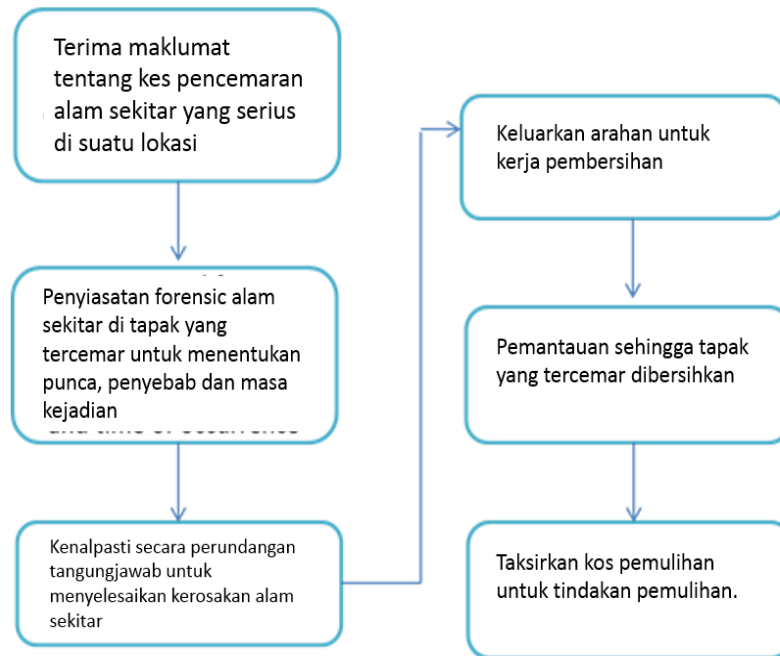 Terima maklumat
tentang kes pencemaran
alam sekitar yang serius
di suatu lokasi
Penyiasatan forensic alam
sekitar di tapak yang
tercemar untuk menentukan
punca, penyebab dan masa
kejadian
Kenalpasti secara perundangan
tangungjawab untuk
menyelesaikan kerosakan alam
sekitar
Keluarkan arahan untuk
kerja pembersihan
Pemantauan sehingga tapak
yang tercemar dibersihkan
Taksirkan kos pemulihan
untuk tindakan pemulihan.